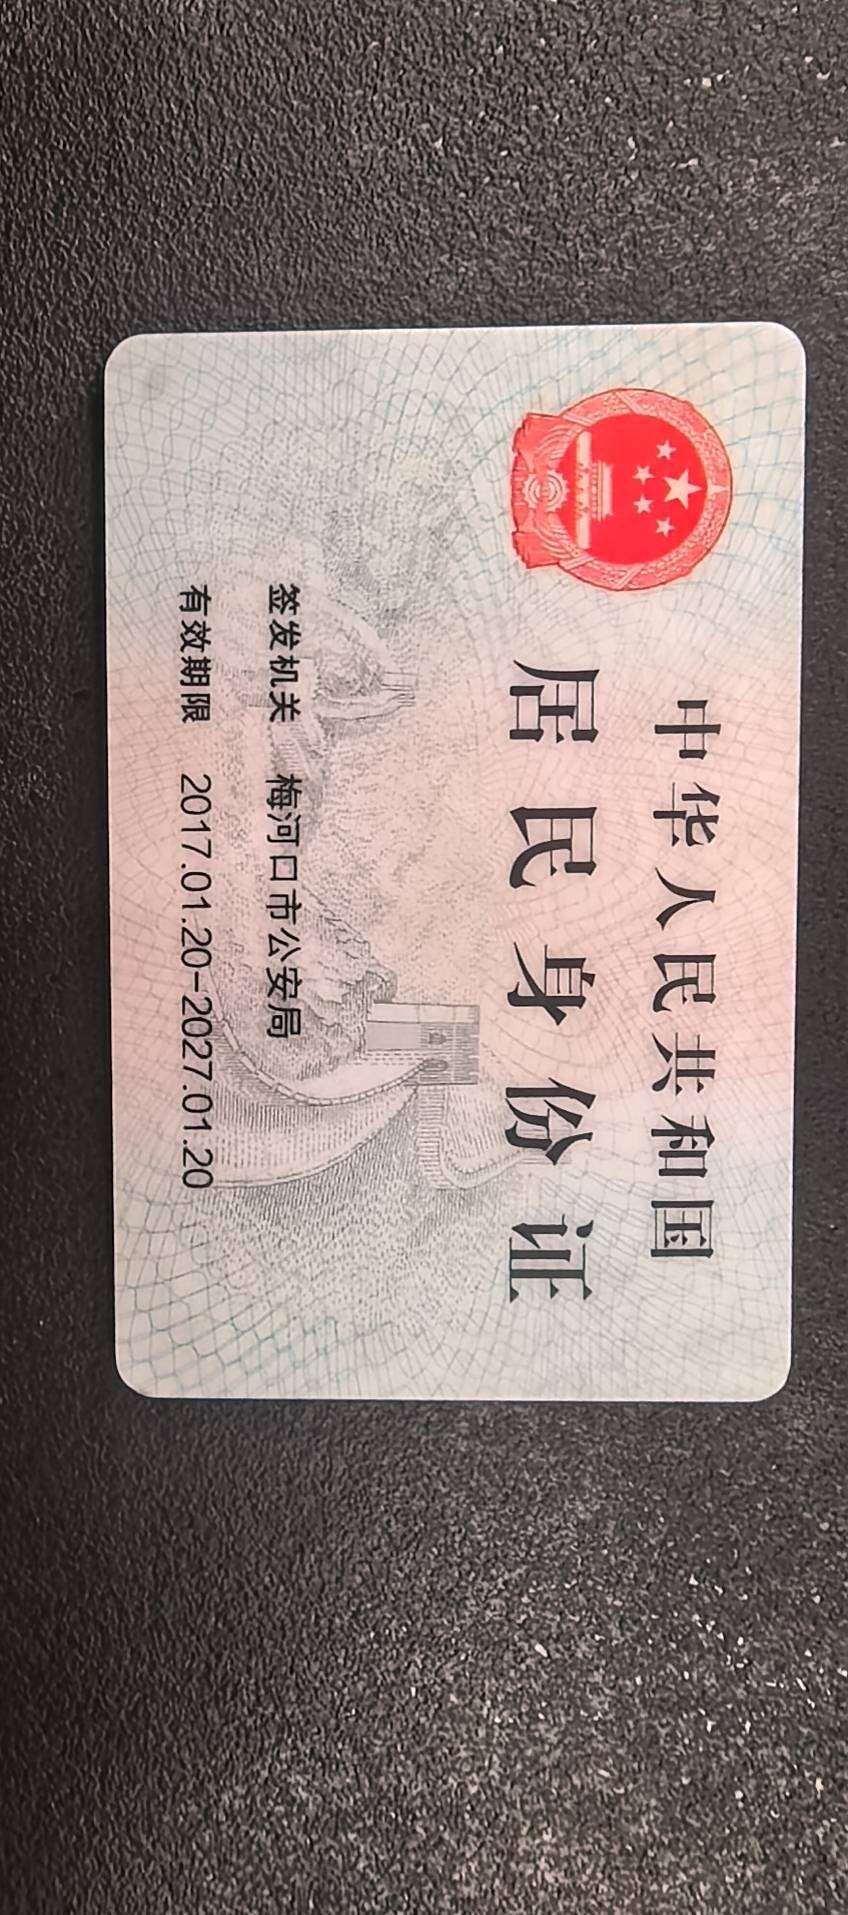 中华人民共和国
居民身份证
签发机关 梅河口市公安局
有效期限 2017.01.20-2027.01.20